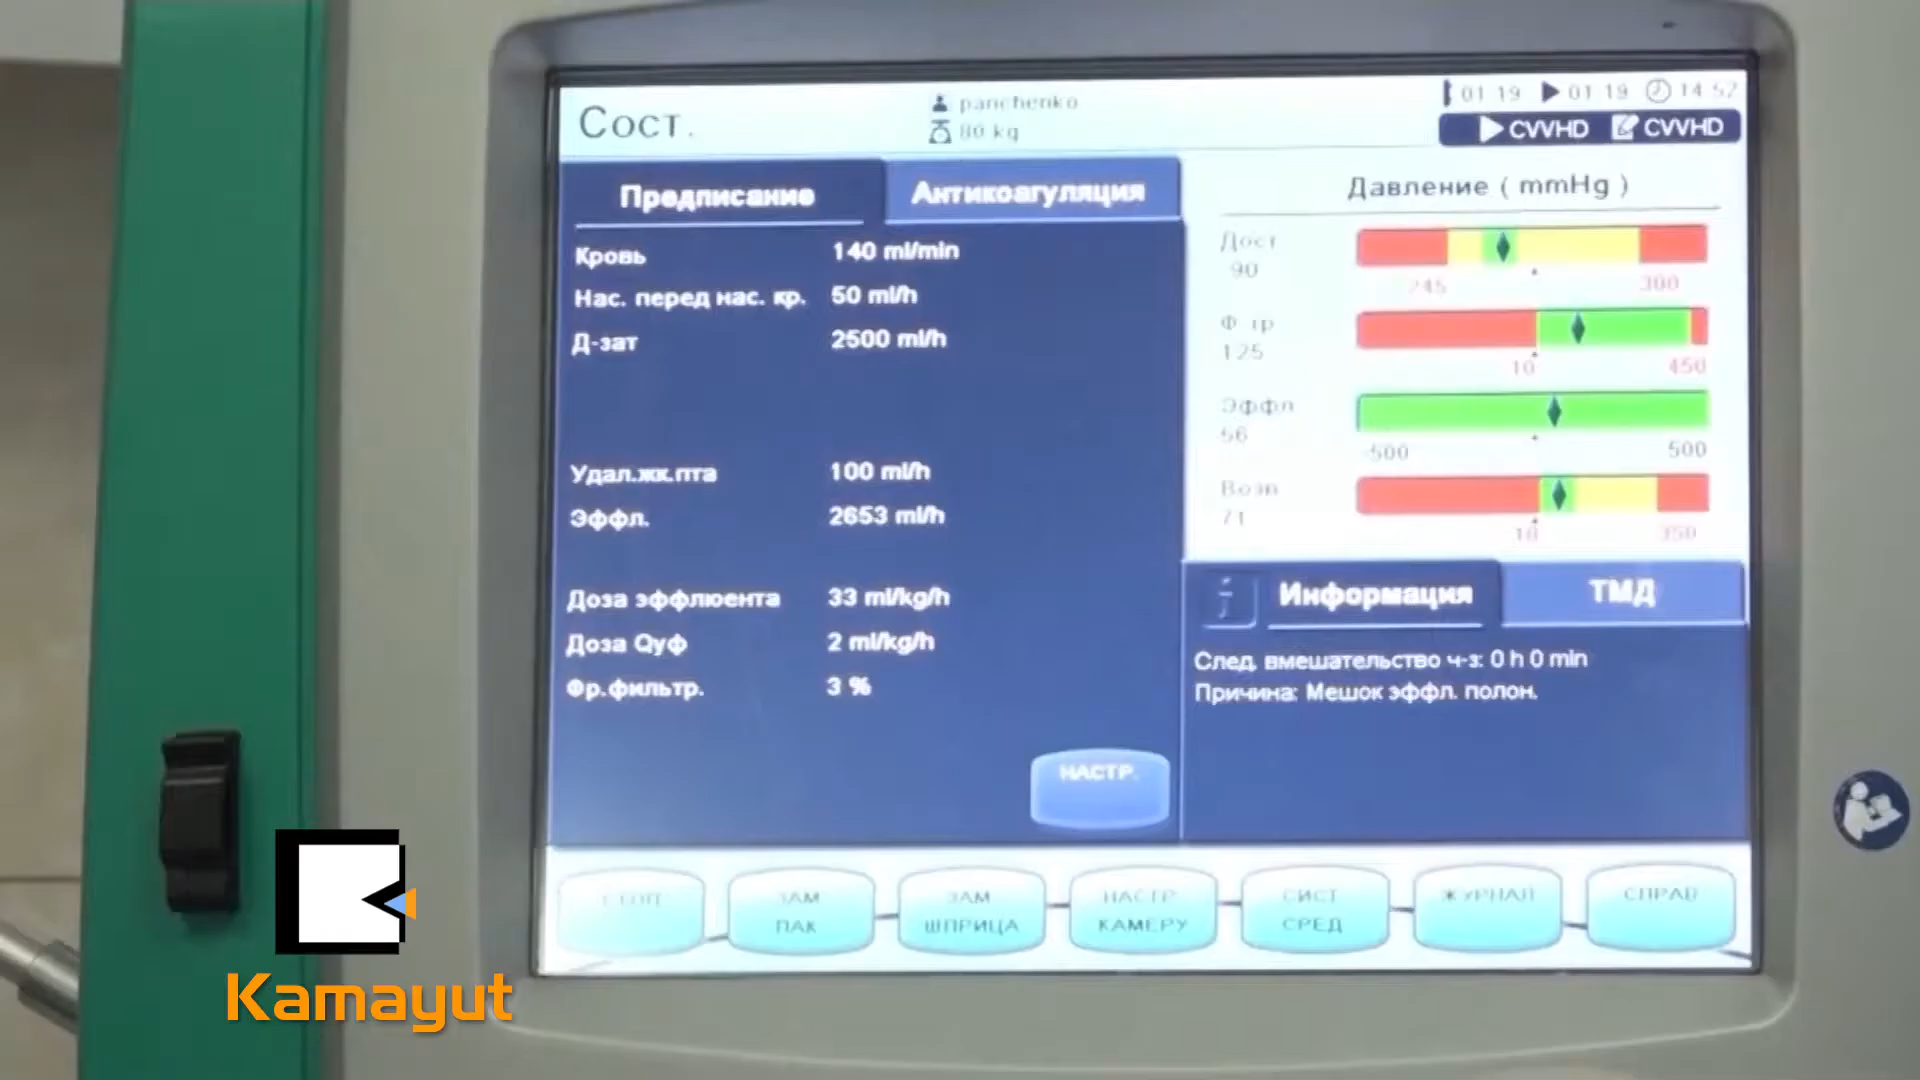 Сост.
panchenko
80 kg
01 19 01 19 14 52
CVVHD CVVHD
Предписание
Антикоагуляция
Кровь 140 ml/min
Нас. перед нас. кр. 50 ml/h
Д-зат 2500 ml/h
Удал.жк.пта 100 ml/h
Эффл. 2653 ml/h
Доза эффлюента 33 ml/kg/h
Доза Qуф 2 ml/kg/h
Фр.фильтр. 3 %
НАСТР.
Давление ( mmHg )
Дост
90
245 300
Ф тр
125
10 450
Эффл
56
-500 500
Возв
71
10 350
i Информация
ТМД
След. вмешательство ч-з: 0 h 0 min
Причина: Мешок эффл. полон.
СТОП
ЗАМ
ПАК
ЗАМ
ШПРИЦА
НАСТР
КАМЕРУ
СИСТ
СРЕД
ЖУРНАЛ
СПРАВ
Kamayut